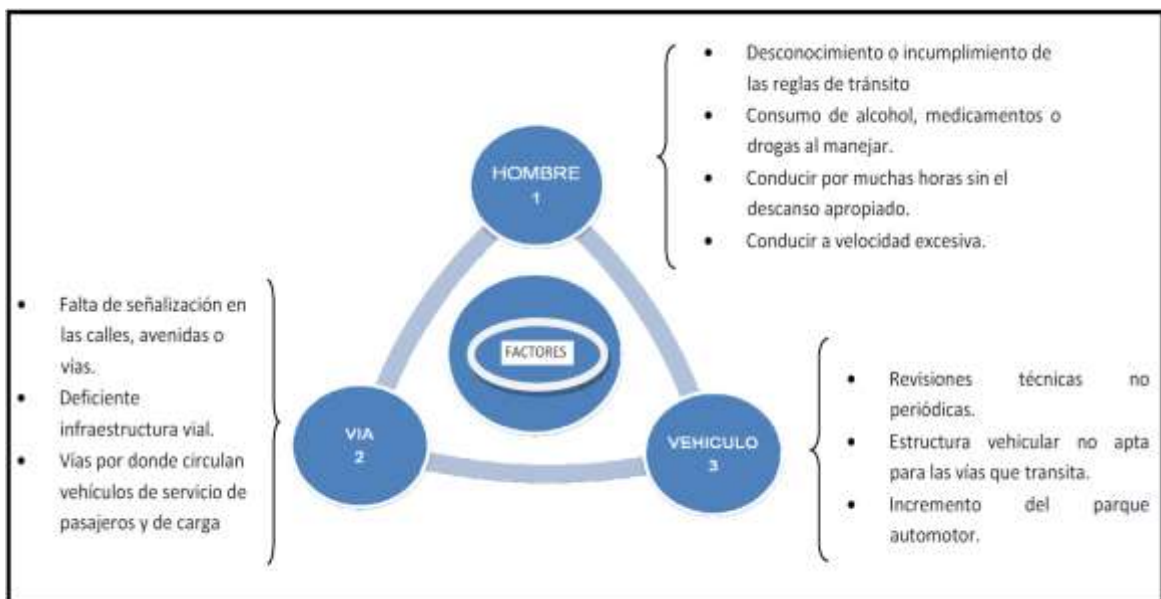 Desconocimiento o incumplimiento de
las reglas de tránsito
Consumo de alcohol, medicamentos o
drogas al manejar.
Conducir por muchas horas sin el
descanso apropiado.
Conducir a velocidad excesiva.
HOMBRE
1
FACTORES
Falta de señalización en
las calles, avenidas o
vías.
Deficiente
infraestructura vial.
Vías por donde circulan
vehículos de servicio de
pasajeros y de carga
VIA
2
VEHICULO
3
Revisiones técnicas no
periódicas.
Estructura vehicular no apta
para las vías que transita.
Incremento del parque
automotor.